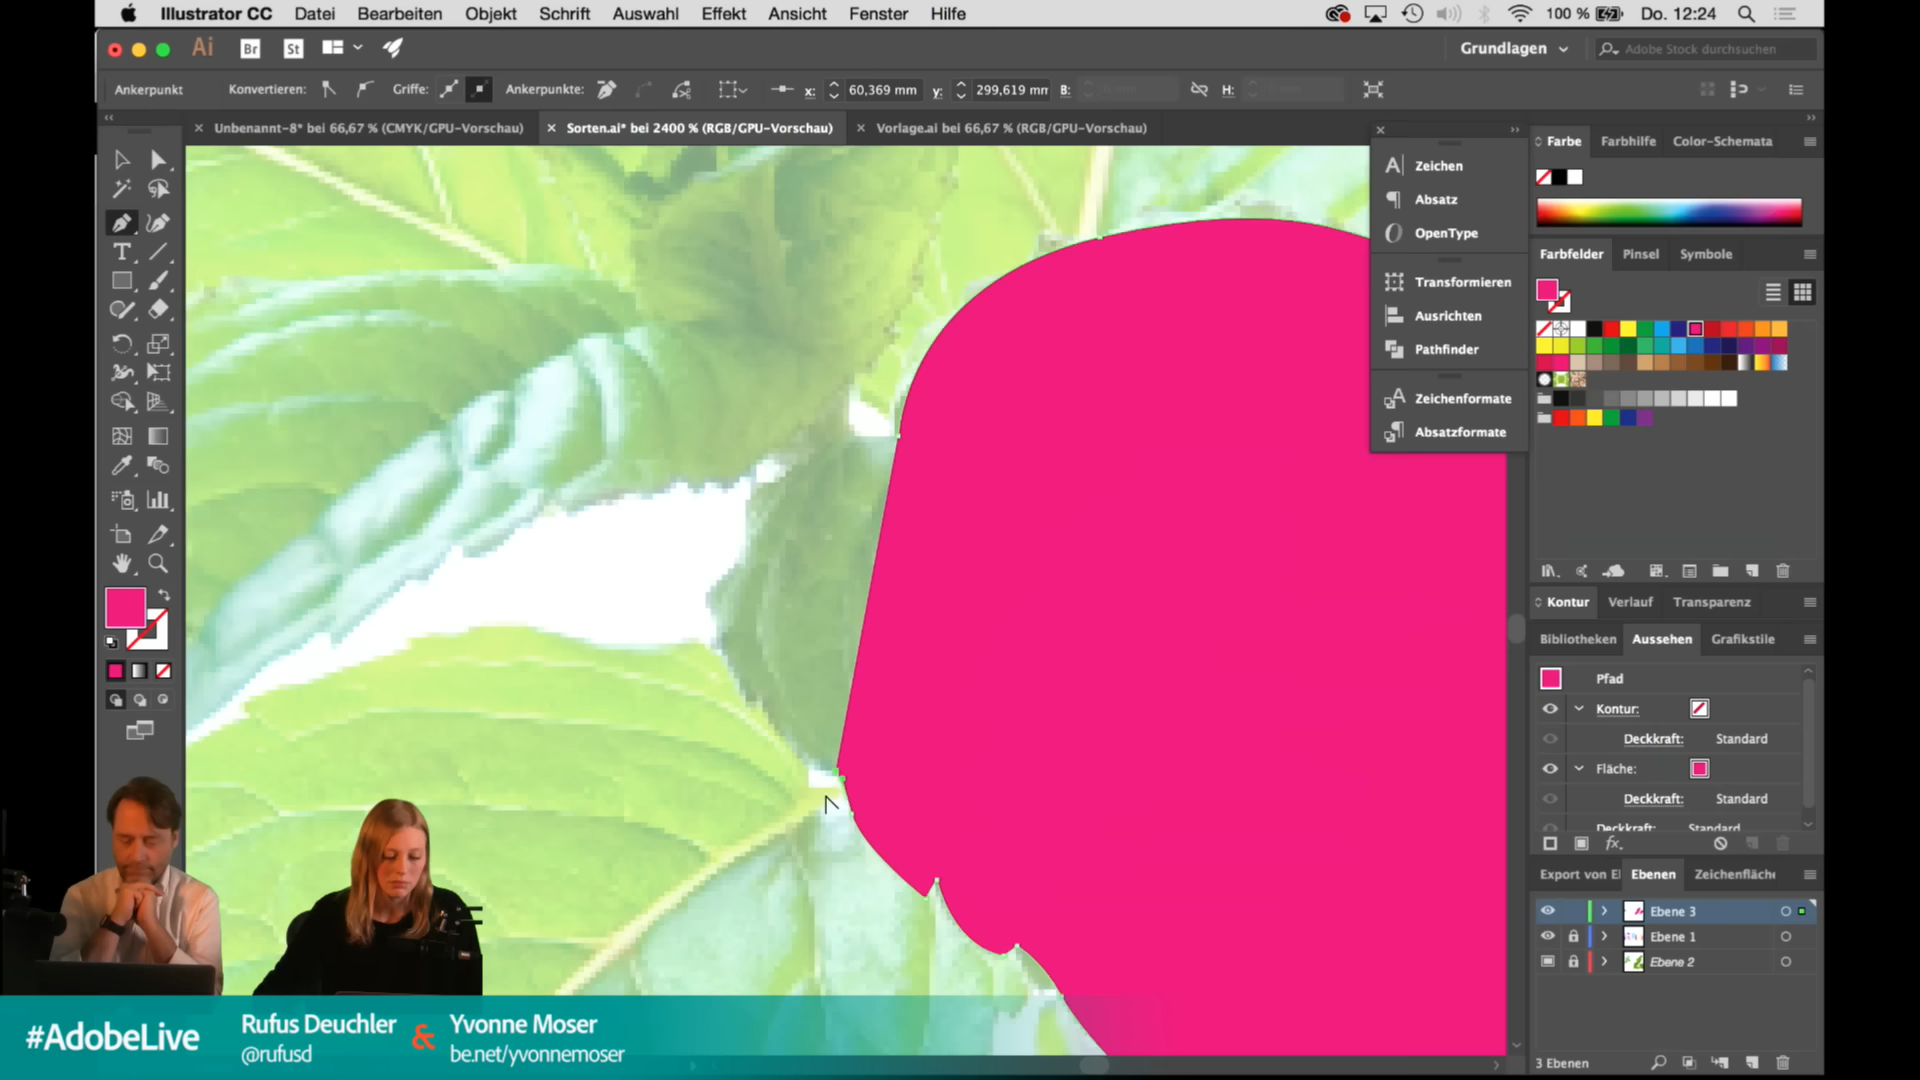 Illustrator CC Datei Bearbeiten Objekt Schrift Auswahl Effekt Ansicht Fenster Hilfe 100 % Do. 12:24
Ai Br St Grundlagen Adobe Stock durchsuchen
Ankerpunkt Konvertieren: Griffe: Ankerpunkte: x: 60,369 mm y: 299,619 mm B: H:
Unbenannt-8* bei 66,67 % (CMYK/GPU-Vorschau) Sorten.ai* bei 2400 % (RGB/GPU-Vorschau) Vorlage.ai bei 66,67 % (RGB/GPU-Vorschau)
Zeichen
Absatz
OpenType
Transformieren
Ausrichten
Pathfinder
Zeichenformate
Absatzformate
Farbe Farbhilfe Color-Schemata
Farbfelder Pinsel Symbole
Kontur Verlauf Transparenz
Bibliotheken Aussehen Grafikstile
Pfad
Kontur:
Deckkraft: Standard
Fläche:
Deckkraft: Standard
Deckkraft: Standard
fx.
Export von El Ebenen Zeichenfläche
Ebene 3
Ebene 1
Ebene 2
3 Ebenen
#AdobeLive
Rufus Deuchler & Yvonne Moser
@rufusd be.net/yvonnemoser